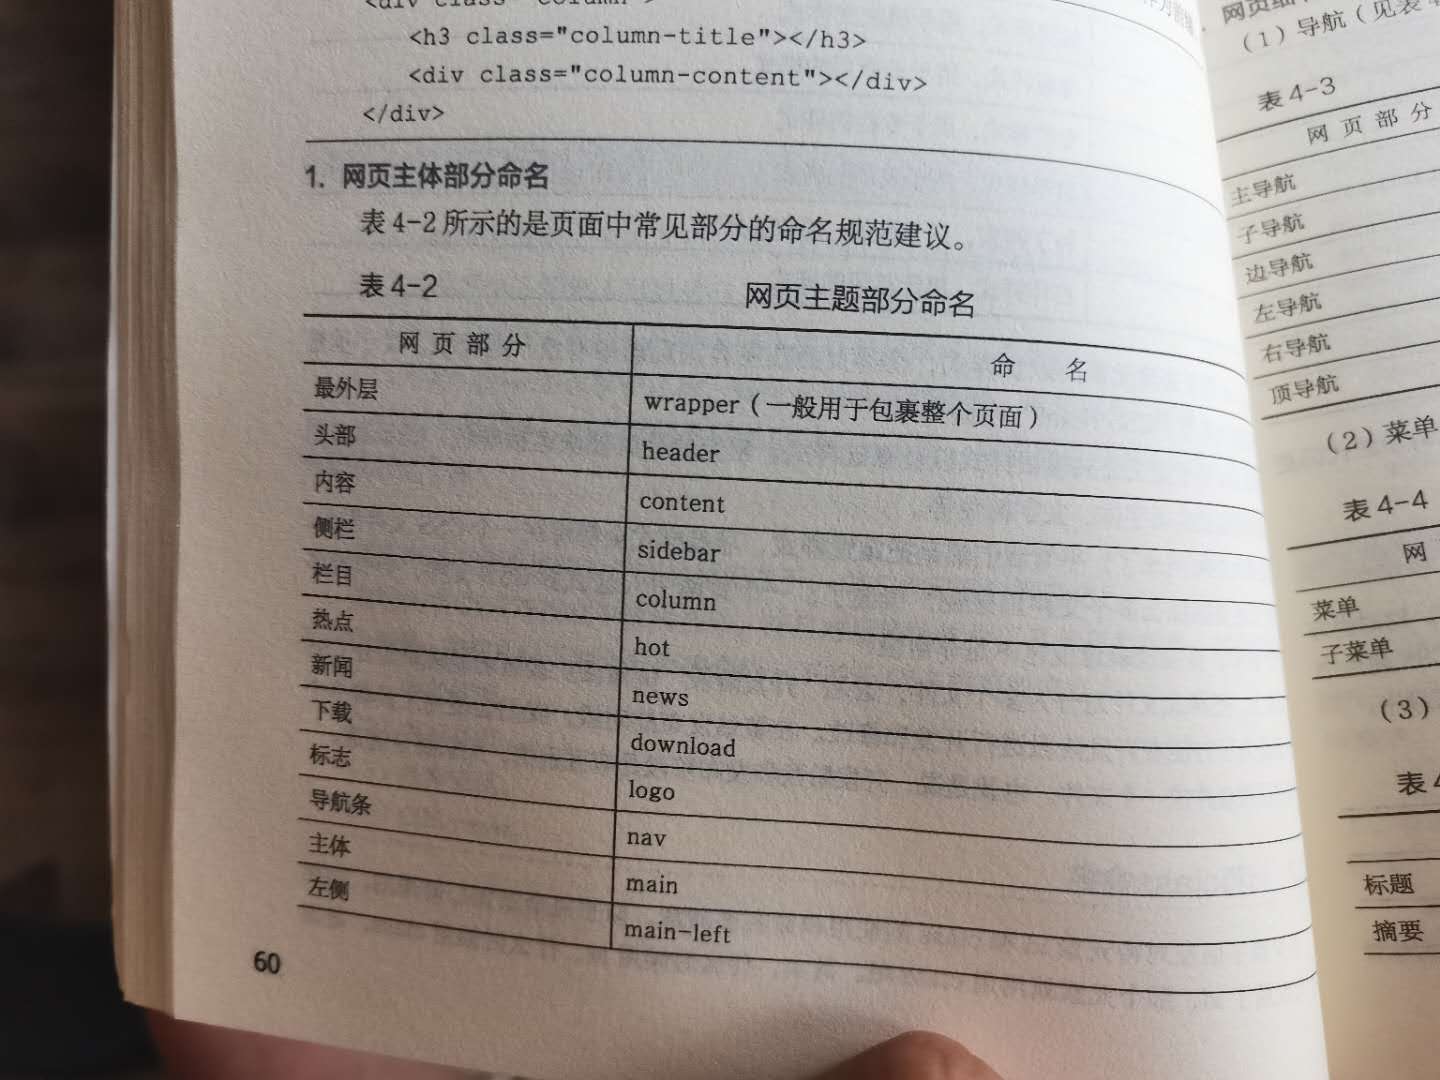 <h3 class="column-title"></h3>
<div class="column-content"></div>
</div>
1. 网页主体部分命名
表 4-2 所示的是页面中常见部分的命名规范建议。
表 4-2 网页主题部分命名
网页部分 命名
最外层 wrapper（一般用于包裹整个页面）
头部 header
内容 content
侧栏 sidebar
栏目 column
热点 hot
新闻 news
下载 download
标志 logo
导航条 nav
主体 main
左侧 main-left
60
（1）导航（见表
表 4-3
网页部分
主导航
子导航
边导航
左导航
右导航
顶导航
（2）菜单
表 4-4
网
菜单
子菜单
（3）
表
标题
摘要